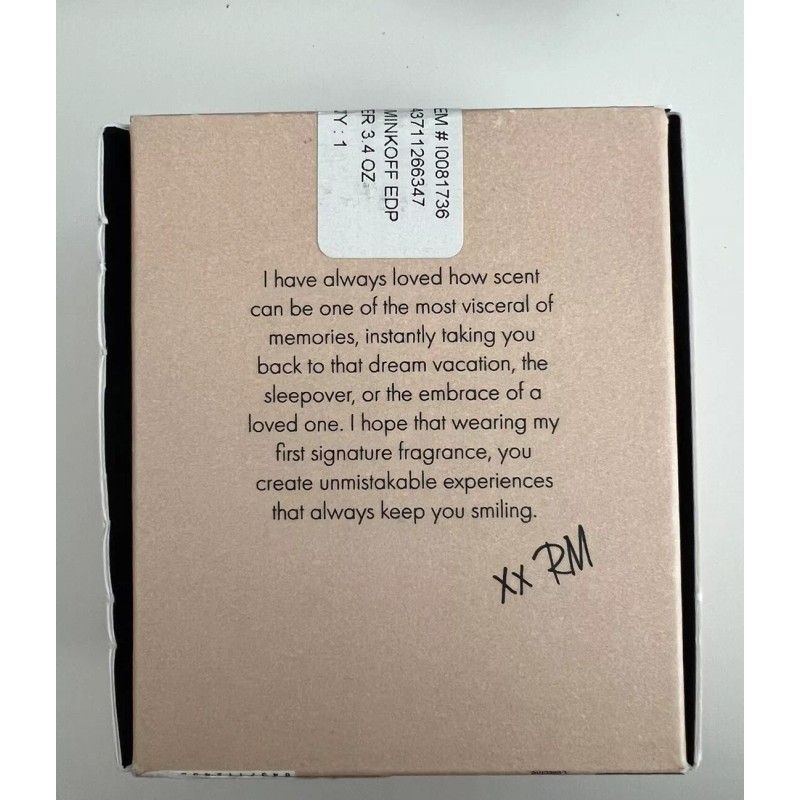 EM # I0081736
43711266347
MINKOFF EDP
ER 3.4 OZ
TY : 1
I have always loved how scent
can be one of the most visceral of
memories, instantly taking you
back to that dream vacation, the
sleepover, or the embrace of a
loved one. I hope that wearing my
first signature fragrance, you
create unmistakable experiences
that always keep you smiling.
xx RM